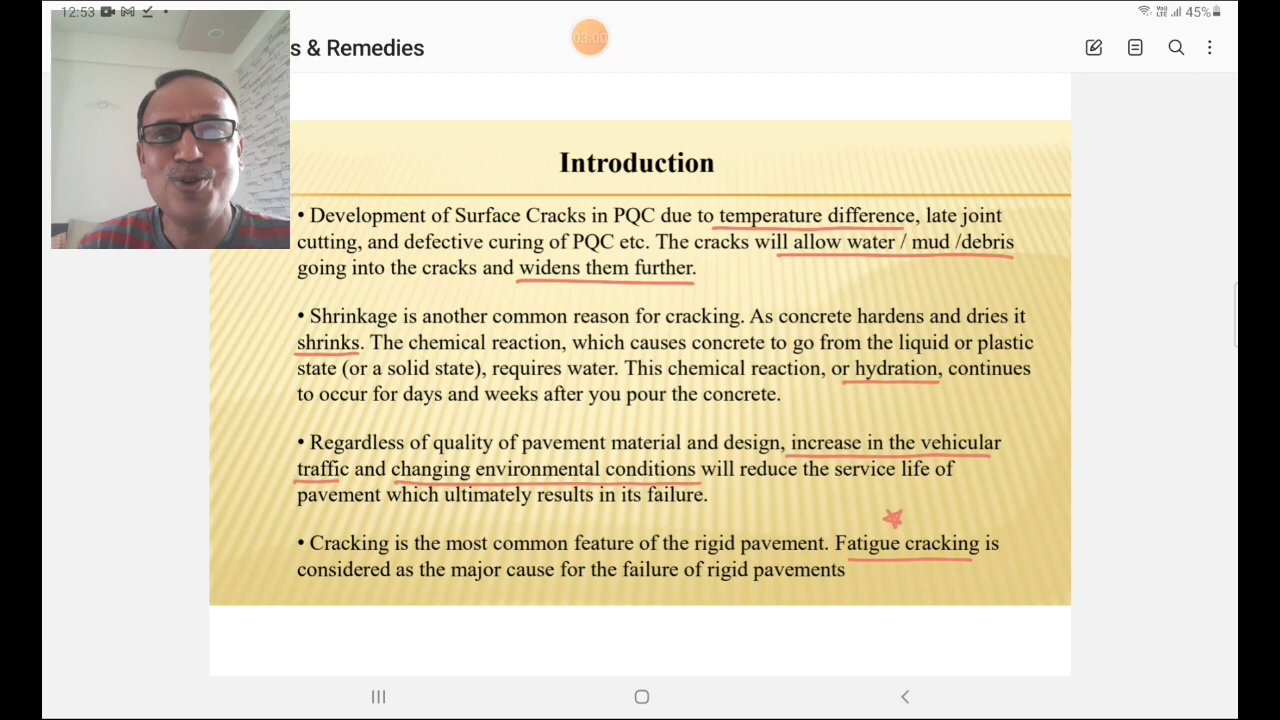 12:53
45%
03:00
s & Remedies
Introduction
• Development of Surface Cracks in PQC due to temperature difference, late joint
cutting, and defective curing of PQC etc. The cracks will allow water / mud /debris
going into the cracks and widens them further.
• Shrinkage is another common reason for cracking. As concrete hardens and dries it
shrinks. The chemical reaction, which causes concrete to go from the liquid or plastic
state (or a solid state), requires water. This chemical reaction, or hydration, continues
to occur for days and weeks after you pour the concrete.
• Regardless of quality of pavement material and design, increase in the vehicular
traffic and changing environmental conditions will reduce the service life of
pavement which ultimately results in its failure.
• Cracking is the most common feature of the rigid pavement. Fatigue cracking is
considered as the major cause for the failure of rigid pavements